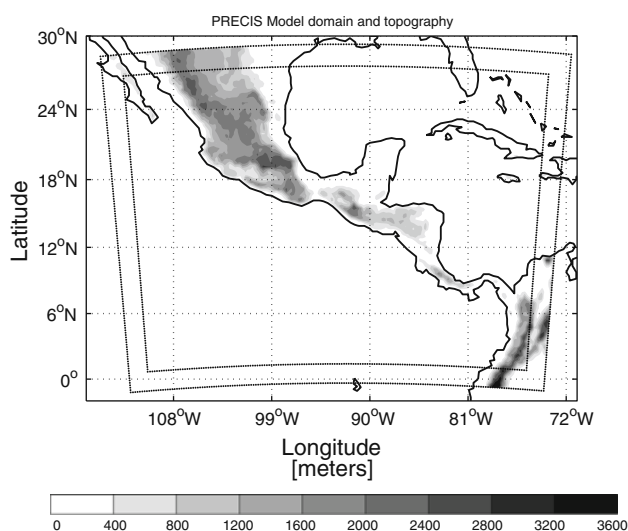 PRECIS Model domain and topography
30°N
24°N
18°N
12°N
6°N
0°
Latitude
108°W 99°W 90°W 81°W 72°W
Longitude
[meters]
0 400 800 1200 1600 2000 2400 2800 3200 3600